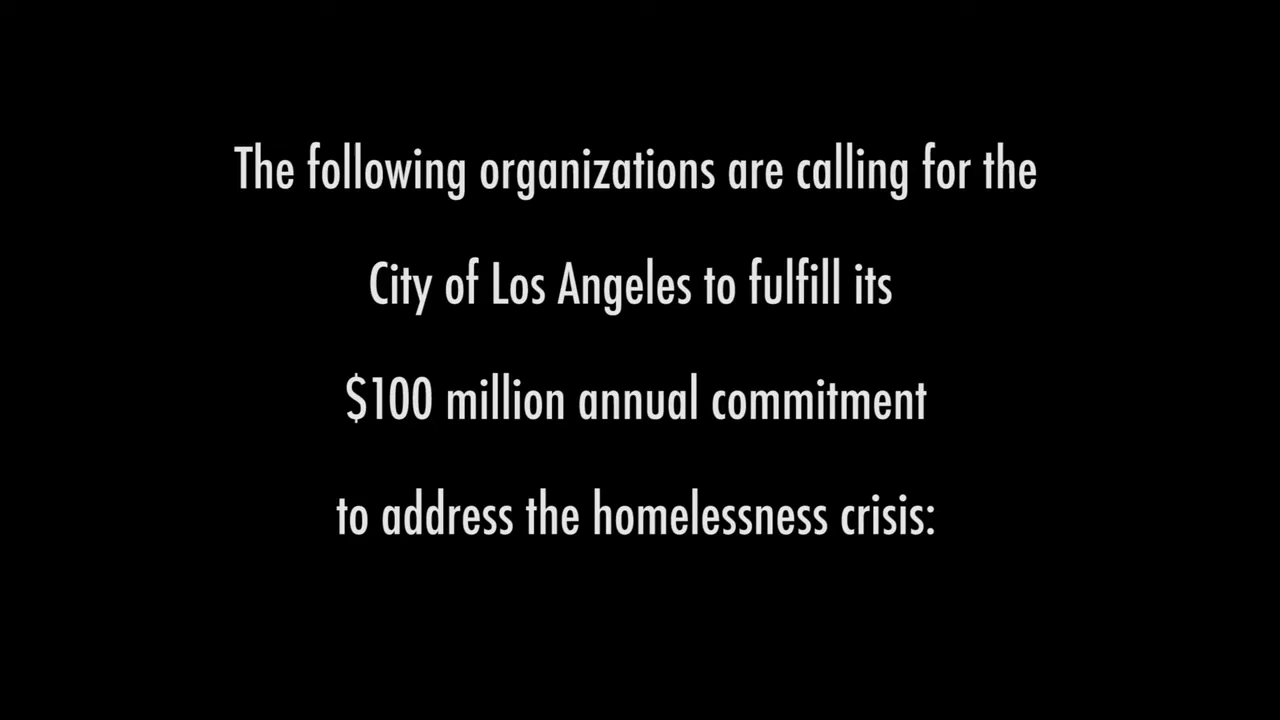 The following organizations are calling for the
City of Los Angeles to fulfill its
$100 million annual commitment
to address the homelessness crisis: